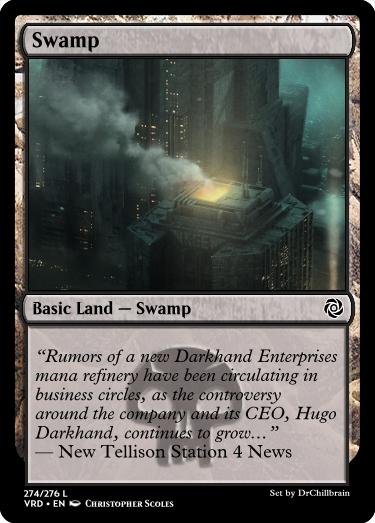 Swamp
Basic Land — Swamp
“Rumors of a new Darkhand Enterprises
mana refinery have been circulating in
business circles, as the controversy
around the company and its CEO, Hugo
Darkhand, continues to grow…”
— New Tellison Station 4 News
274/276 L
VRD • EN Christopher Scoles
Set by DrChillbrain